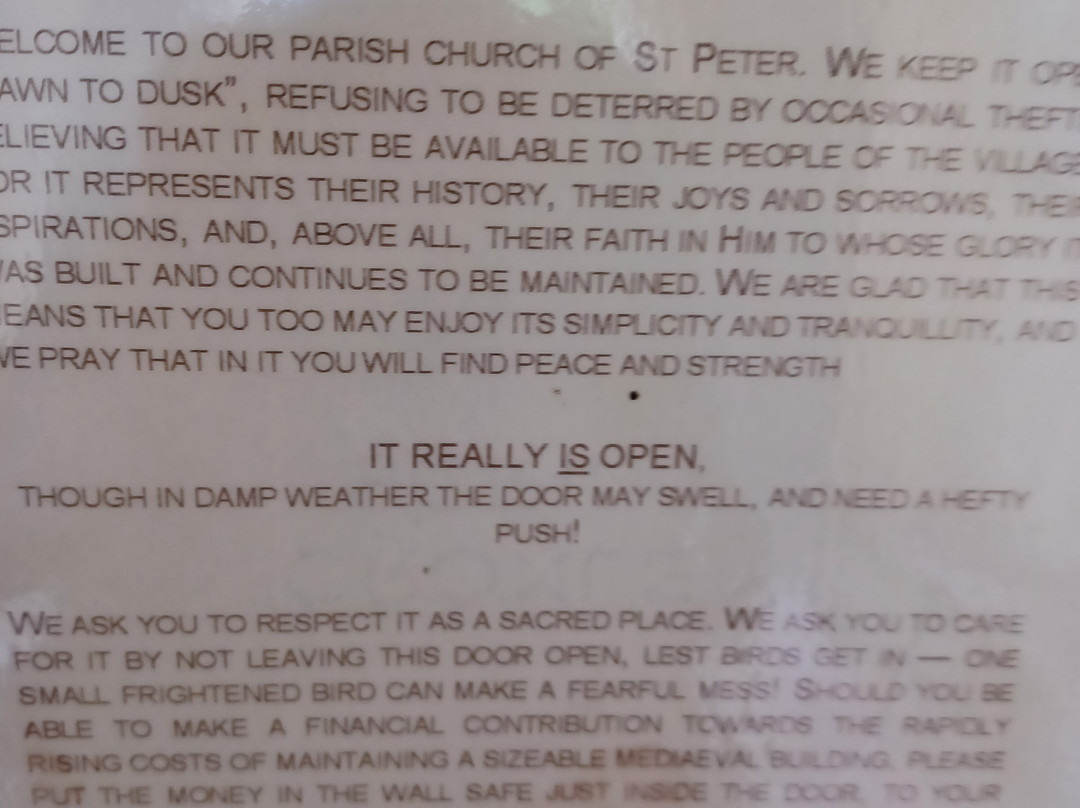 ELCOME TO OUR PARISH CHURCH OF ST PETER. WE KEEP IT OPE
AWN TO DUSK”, REFUSING TO BE DETERRED BY OCCASIONAL THEFT
ELIEVING THAT IT MUST BE AVAILABLE TO THE PEOPLE OF THE VILLAGE
OR IT REPRESENTS THEIR HISTORY, THEIR JOYS AND SORROWS, THEIR
SPIRATIONS, AND, ABOVE ALL, THEIR FAITH IN HIM TO WHOSE GLORY IT
AS BUILT AND CONTINUES TO BE MAINTAINED. WE ARE GLAD THAT THIS
EANS THAT YOU TOO MAY ENJOY ITS SIMPLICITY AND TRANQUILLITY, AND
WE PRAY THAT IN IT YOU WILL FIND PEACE AND STRENGTH
IT REALLY IS OPEN,
THOUGH IN DAMP WEATHER THE DOOR MAY SWELL, AND NEED A HEFTY
PUSH!
WE ASK YOU TO RESPECT IT AS A SACRED PLACE. WE ASK YOU TO CARE
FOR IT BY NOT LEAVING THIS DOOR OPEN, LEST BIRDS GET IN — ONE
SMALL FRIGHTENED BIRD CAN MAKE A FEARFUL MESS! SHOULD YOU BE
ABLE TO MAKE A FINANCIAL CONTRIBUTION TOWARDS THE RAPIDLY
RISING COSTS OF MAINTAINING A SIZEABLE MEDIAEVAL BUILDING, PLEASE
PUT THE MONEY IN THE WALL SAFE JUST INSIDE THE DOOR, TO YOUR